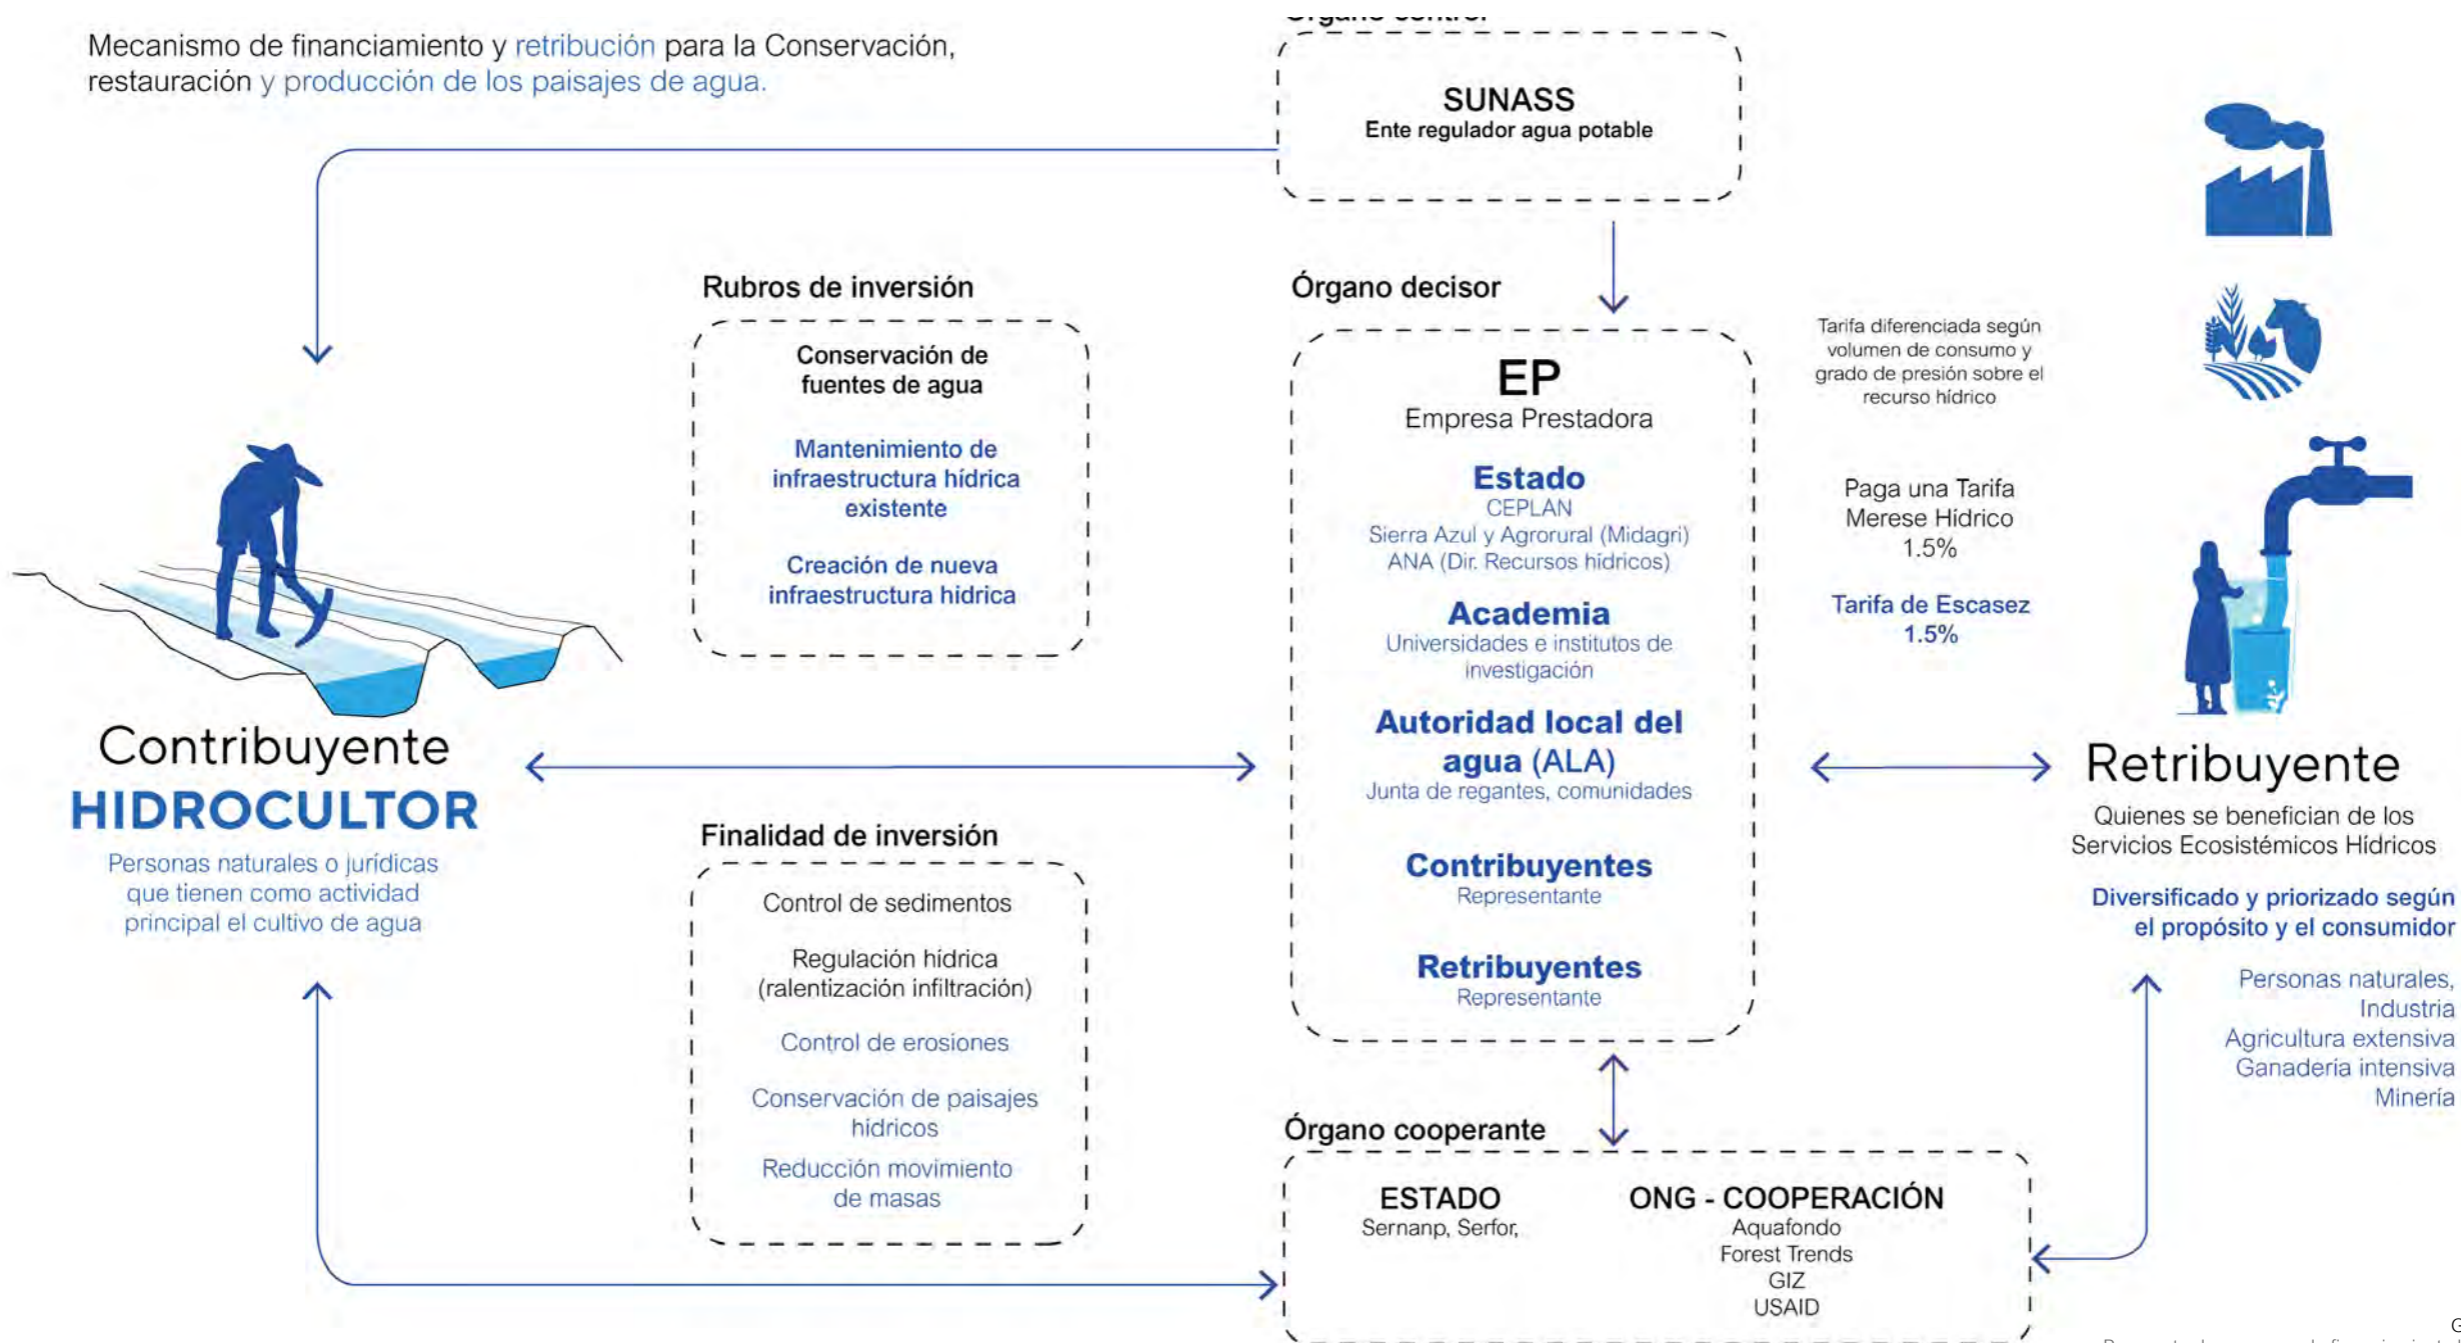 Mecanismo de financiamiento y retribución para la Conservación,
restauración y producción de los paisajes de agua.
SUNASS
Ente regulador agua potable
Rubros de inversión
Conservación de
fuentes de agua
Mantenimiento de
infraestructura hídrica
existente
Creación de nueva
infraestructura hídrica
Contribuyente
HIDROCULTOR
Personas naturales o jurídicas
que tienen como actividad
principal el cultivo de agua
Finalidad de inversión
Control de sedimentos
Regulación hídrica
(ralentización infiltración)
Control de erosiones
Conservación de paisajes
hídricos
Reducción movimiento
de masas
Órgano decisor
EP
Empresa Prestadora
Estado
CEPLAN
Sierra Azul y Agrorural (Midagri)
ANA (Dir. Recursos hídricos)
Academia
Universidades e institutos de
investigación
Autoridad local del
agua (ALA)
Junta de regantes, comunidades
Contribuyentes
Representante
Retribuyentes
Representante
Órgano cooperante
ESTADO
Sernanp, Serfor,
ONG - COOPERACIÓN
Aquafondo
Forest Trends
GIZ
USAID
Tarifa diferenciada según
volumen de consumo y
grado de presión sobre el
recurso hídrico
Paga una Tarifa
Merese Hídrico
1.5%
Tarifa de Escasez
1.5%
Retribuyente
Quienes se benefician de los
Servicios Ecosistémicos Hídricos
Diversificado y priorizado según
el propósito y el consumidor
Personas naturales,
Industria
Agricultura extensiva
Ganadería intensiva
Minería